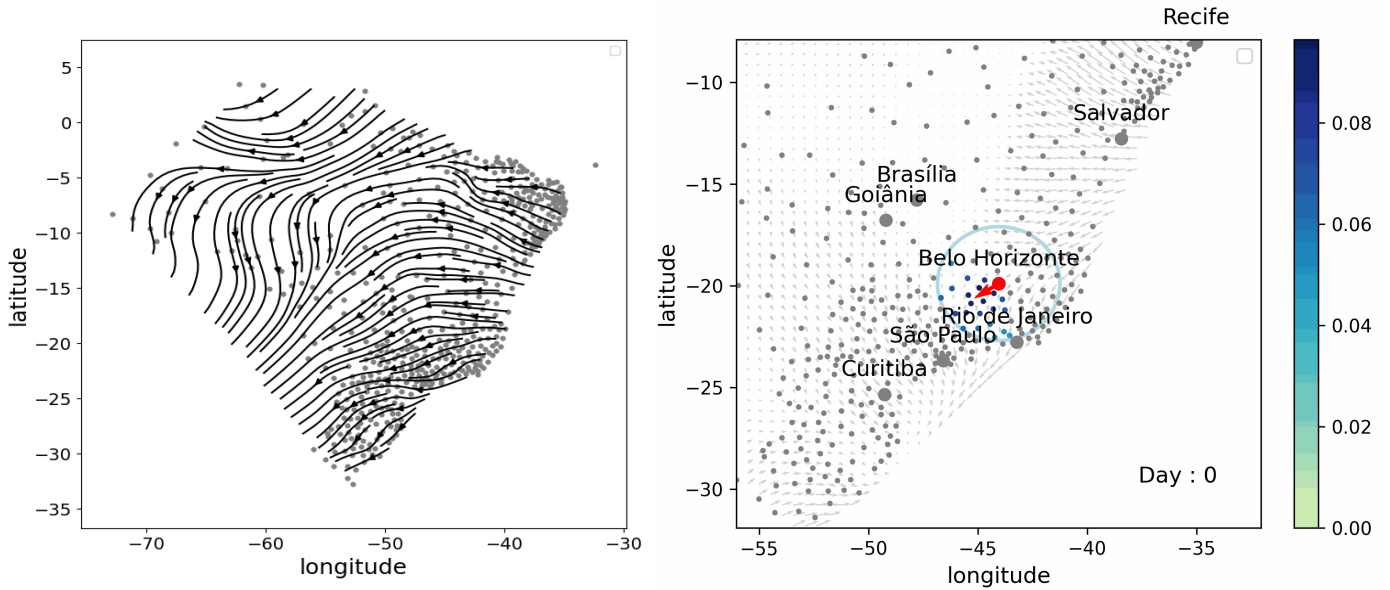 5
0
−5
−10
−15
−20
−25
−30
−35
latitude
−70
−60
−50
−40
−30
longitude
Recife
−10
−15
−20
−25
−30
latitude
Salvador
Brasília
Goiânia
Belo Horizonte
Rio de Janeiro
São Paulo
Curitiba
Day : 0
−55
−50
−45
−40
−35
longitude
0.08
0.06
0.04
0.02
0.00